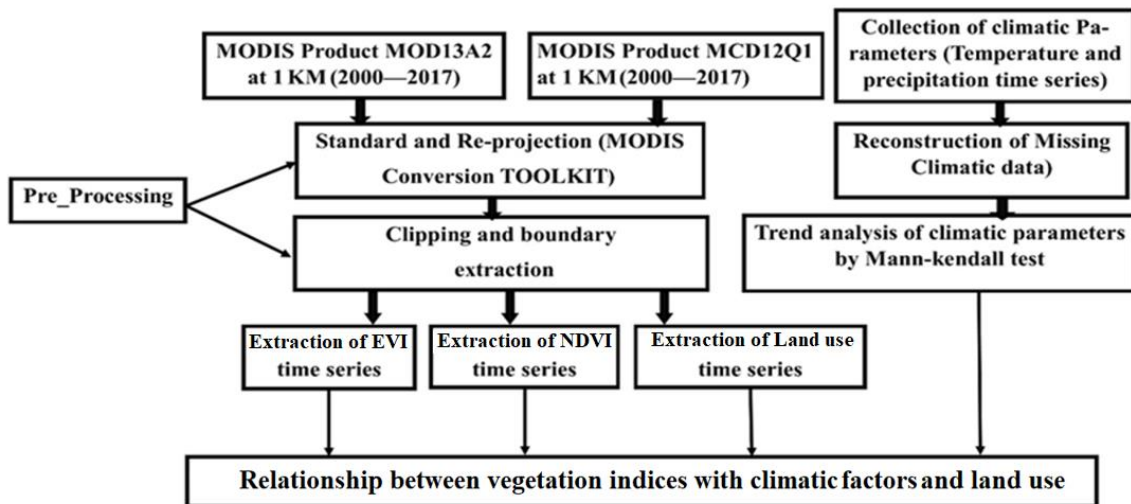 MODIS Product MOD13A2
at 1 KM (2000—2017)
MODIS Product MCD12Q1
at 1 KM (2000—2017)
Collection of climatic Pa-
rameters (Temperature and
precipitation time series)
Standard and Re-projection (MODIS
Conversion TOOLKIT)
Reconstruction of Missing
Climatic data)
Pre_Processing
Clipping and boundary
extraction
Trend analysis of climatic parameters
by Mann-kendall test
Extraction of EVI
time series
Extraction of NDVI
time series
Extraction of Land use
time series
Relationship between vegetation indices with climatic factors and land use